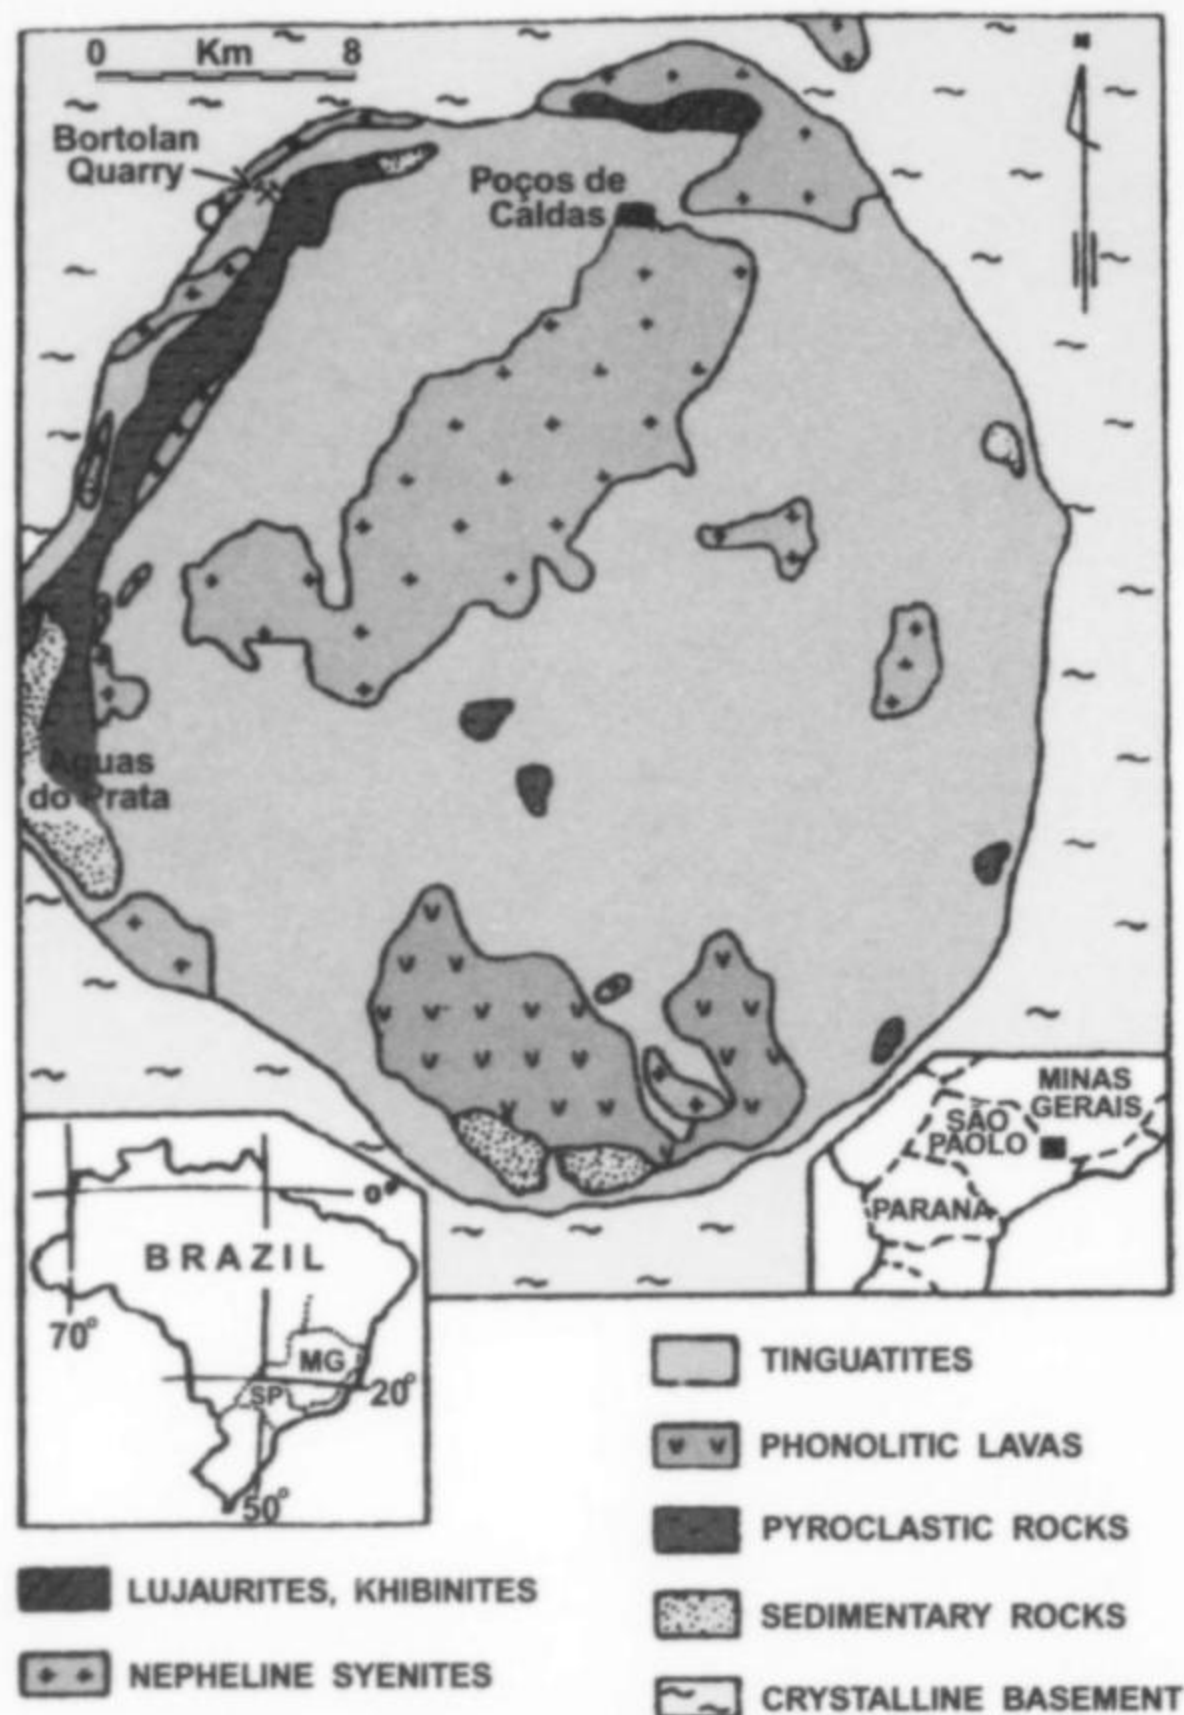 0 Km 8
Bortolan
Quarry
Poços de
Caldas
Aguas
do Prata
MINAS
GERAIS
SÃO
PAOLO
PARANA
0°
BRAZIL
70°
MG
SP
20°
50°
TINGUATITES
PHONOLITIC LAVAS
PYROCLASTIC ROCKS
LUJAURITES, KHIBINITES
SEDIMENTARY ROCKS
NEPHELINE SYENITES
CRYSTALLINE BASEMENT